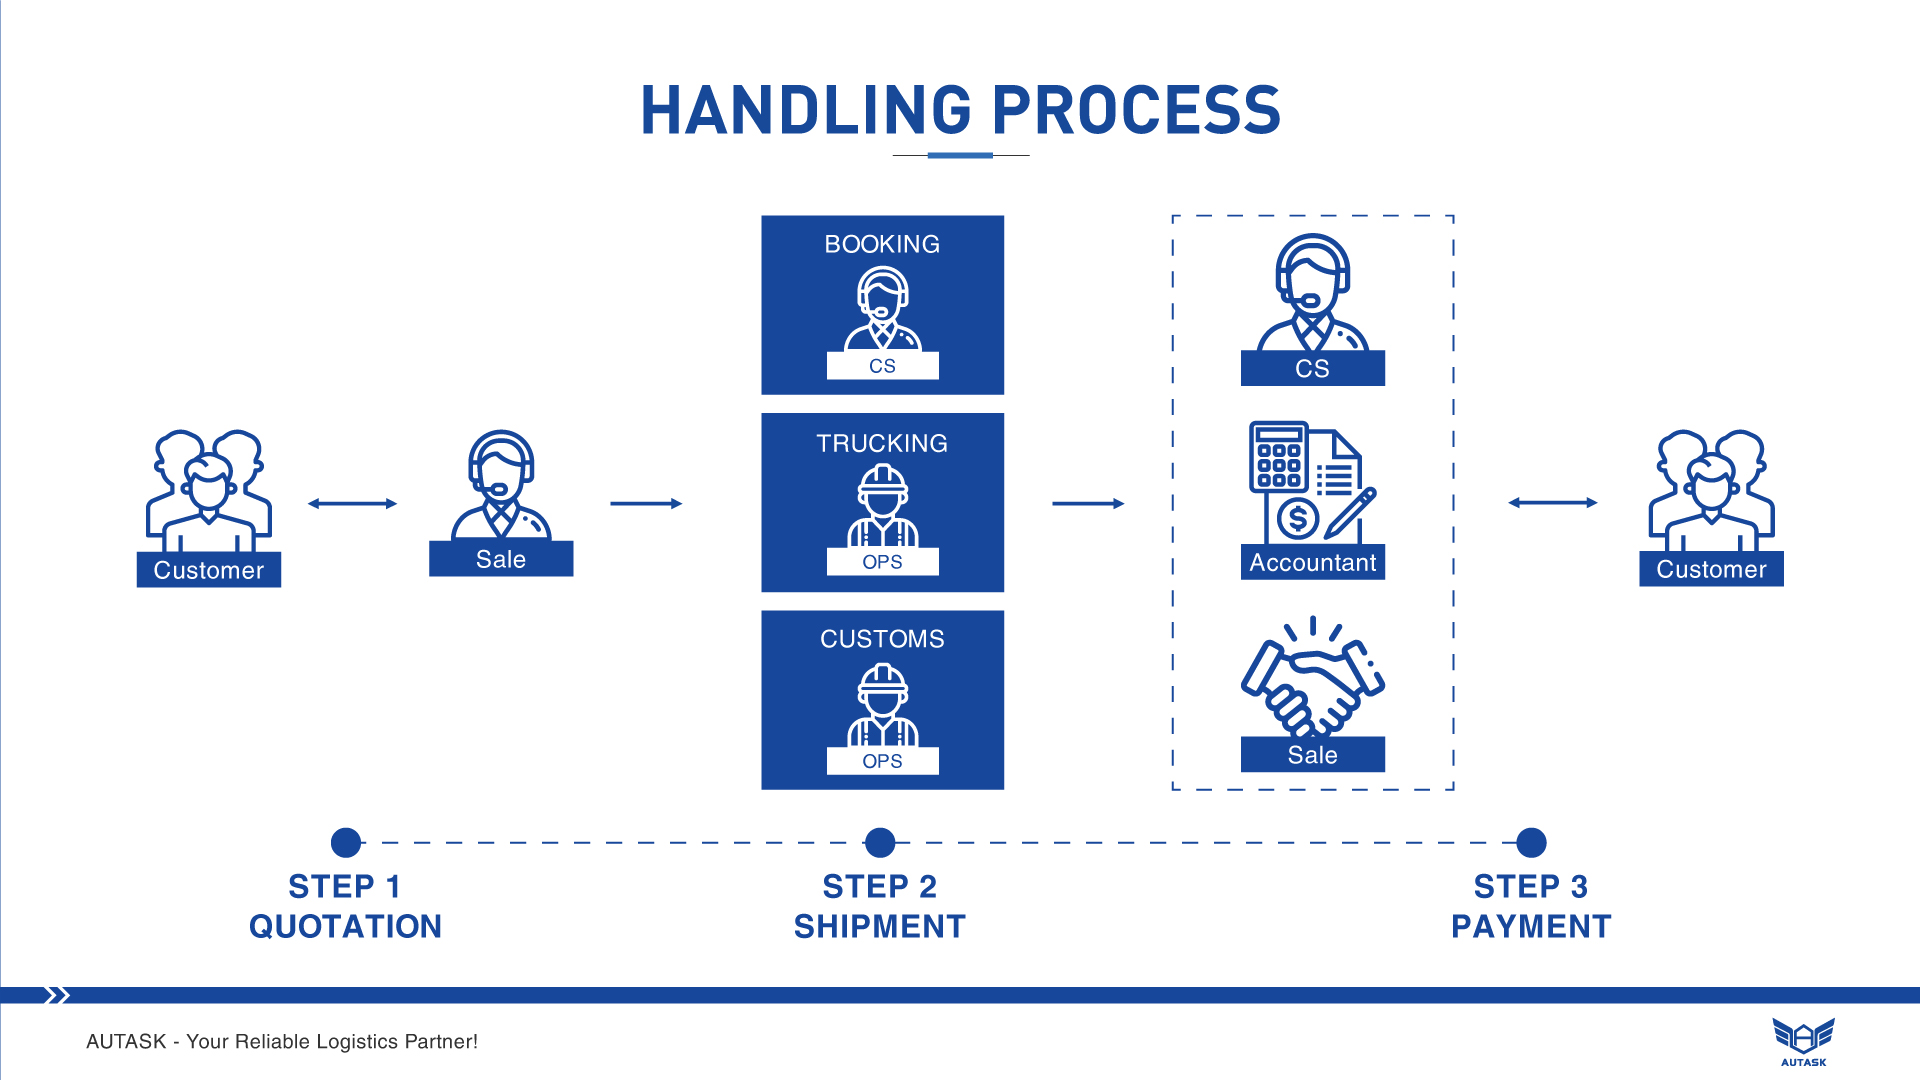 HANDLING PROCESS
Customer
Sale
BOOKING
CS
TRUCKING
OPS
CUSTOMS
OPS
CS
Accountant
Sale
Customer
STEP 1
QUOTATION
STEP 2
SHIPMENT
STEP 3
PAYMENT
AUTASK - Your Reliable Logistics Partner!
AUTASK